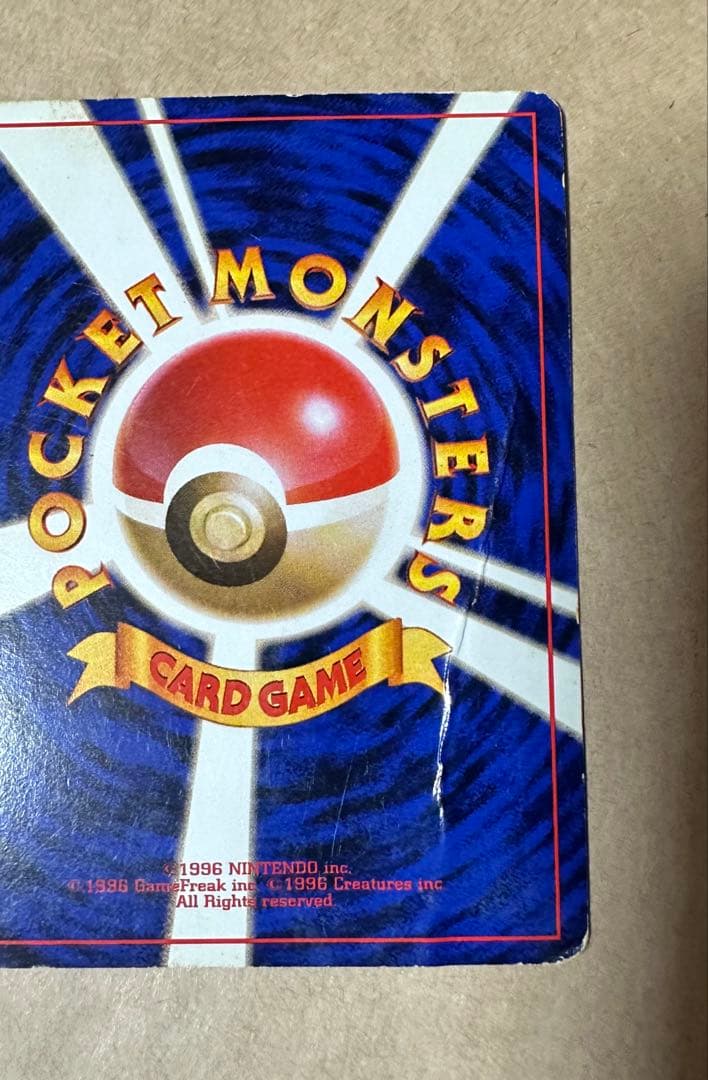 POCKET MONSTERS
CARD GAME
©1996 NINTENDO inc.
©1996 GameFreak inc. ©1996 Creatures inc.
All Rights reserved.